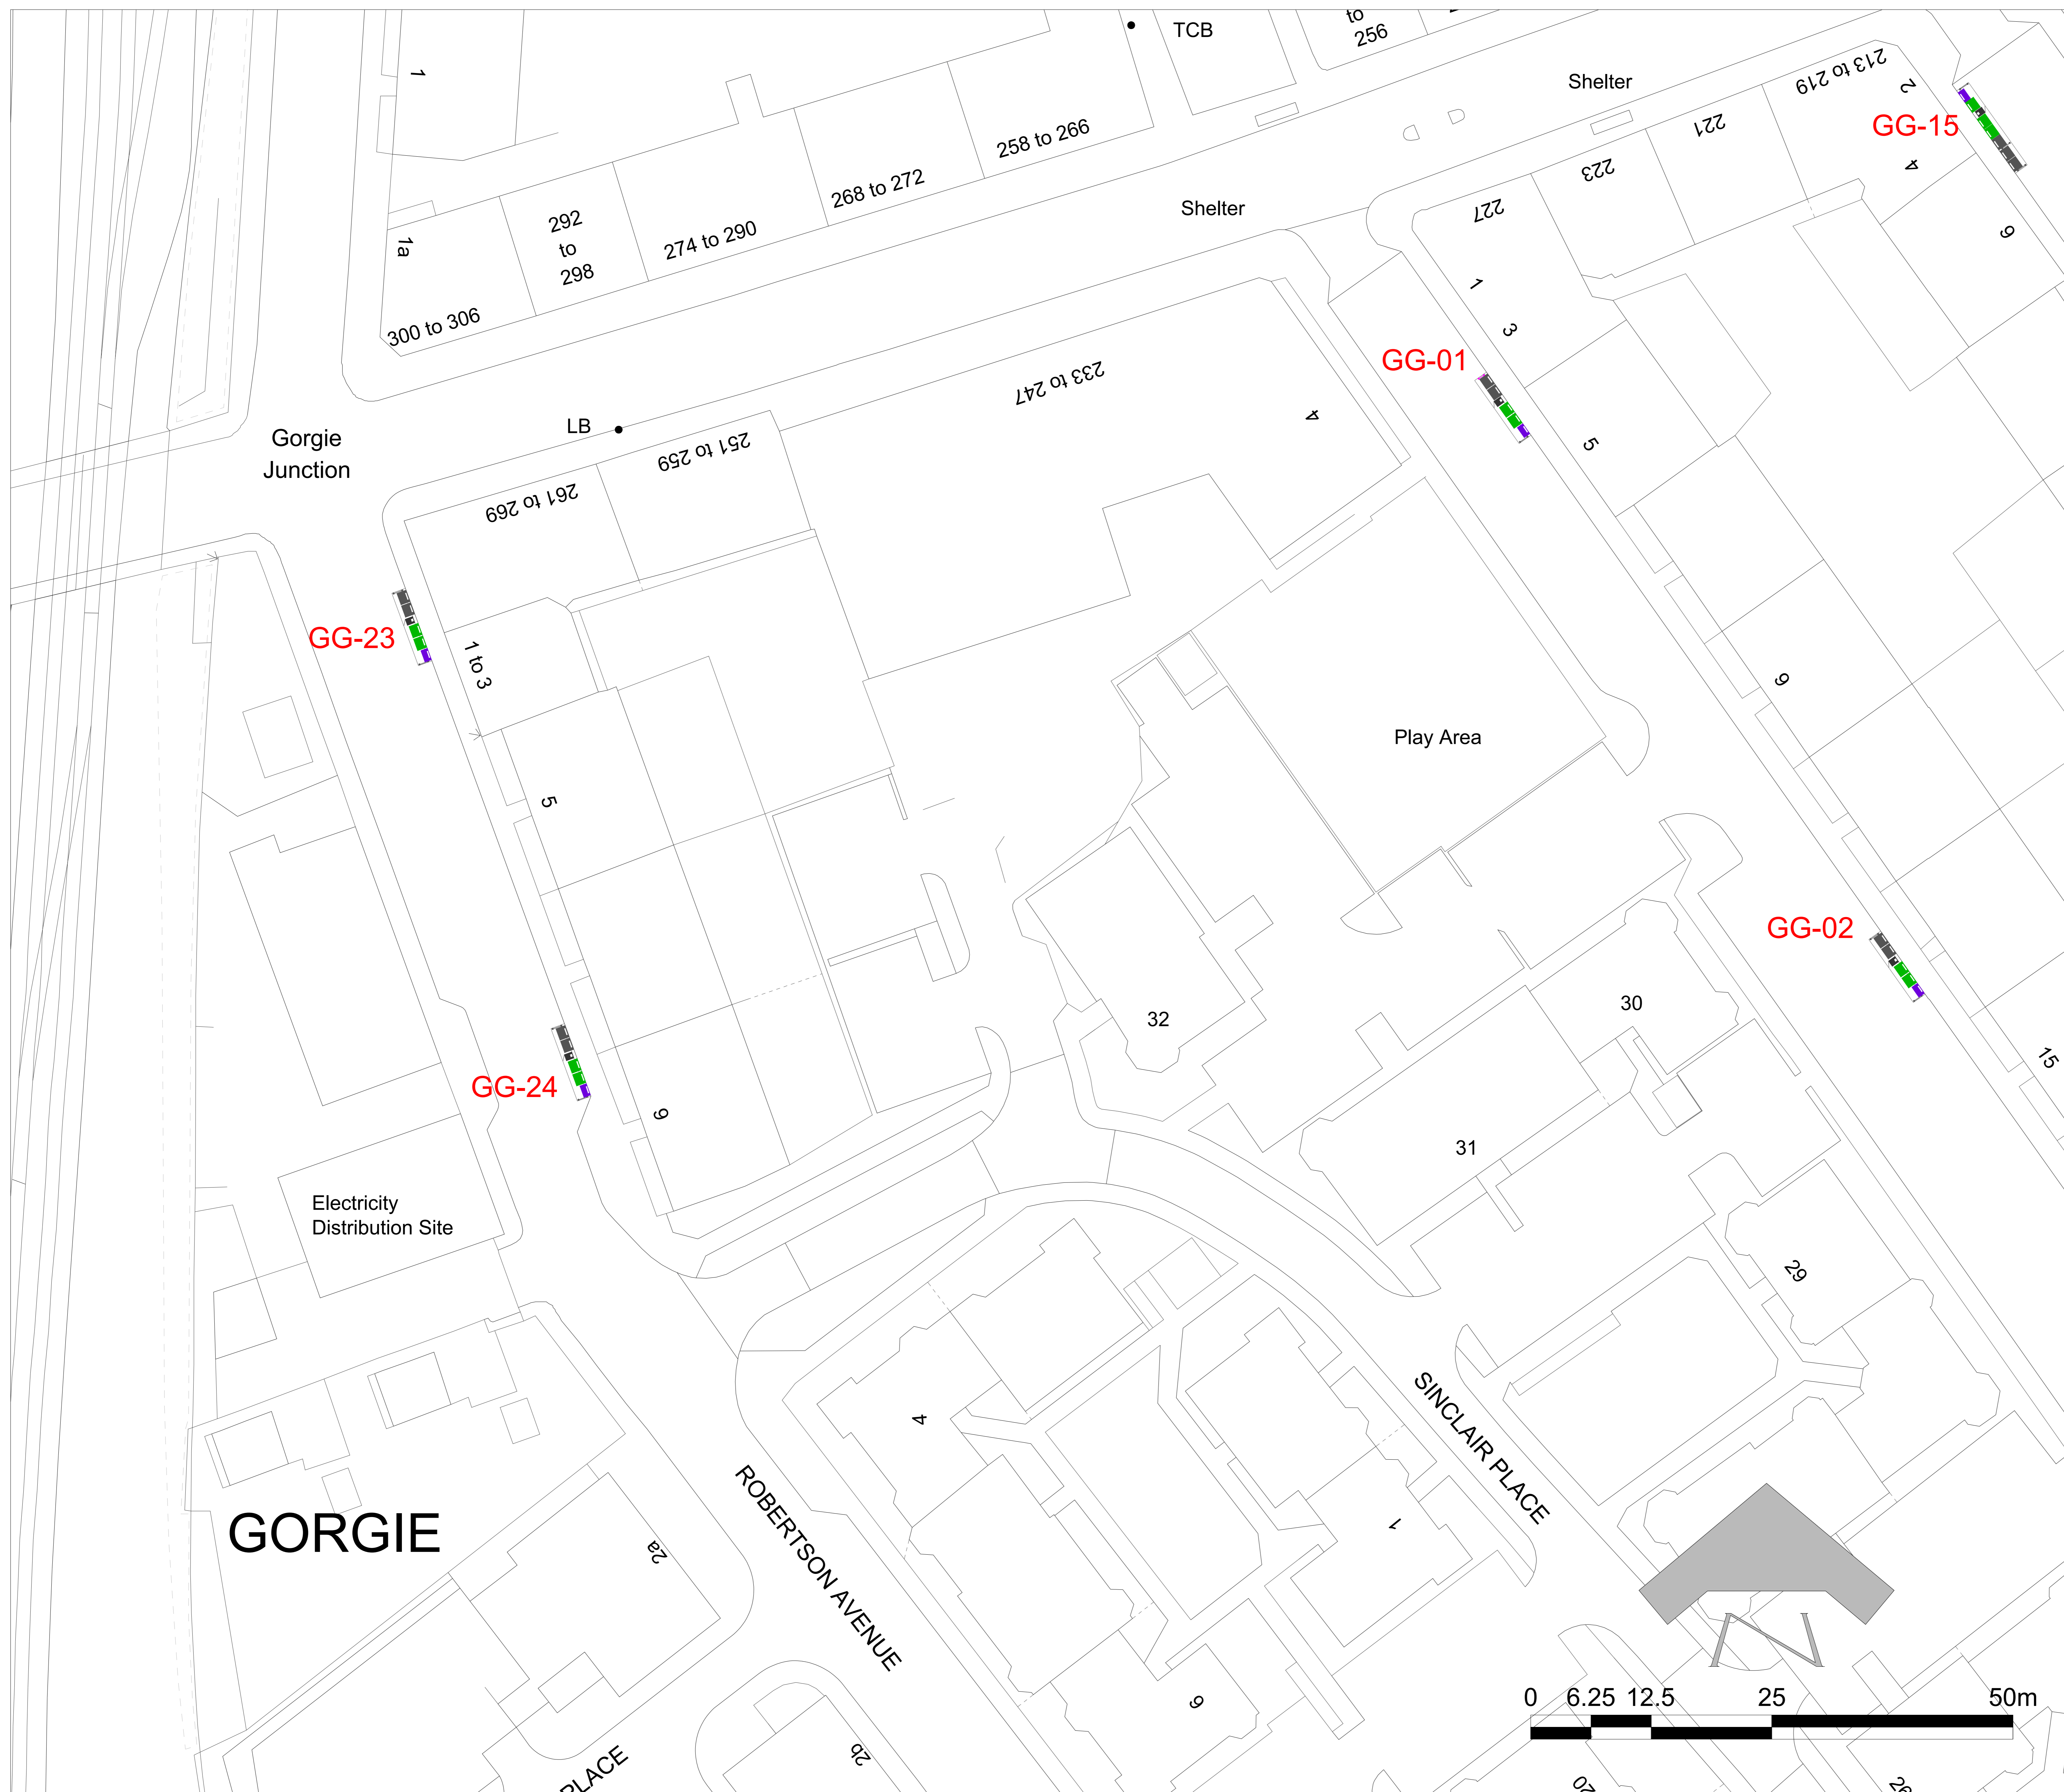 TCB
to
256
1
Shelter
213 to 219
2
GG-15
221
258 to 266
4
223
268 to 272
Shelter
227
292
to
298
274 to 290
1a
9
1
300 to 306
3
GG-01
233 to 247
4
LB
Gorgie
Junction
251 to 259
5
261 to 269
GG-23
1 to 3
9
Play Area
5
GG-02
30
32
15
GG-24
9
31
Electricity
Distribution Site
29
SINCLAIR PLACE
4
ROBERTSON AVENUE
GORGIE
2a
1
N
0 6.25 12.5 25 50m
6
2b
PLACE
20
26